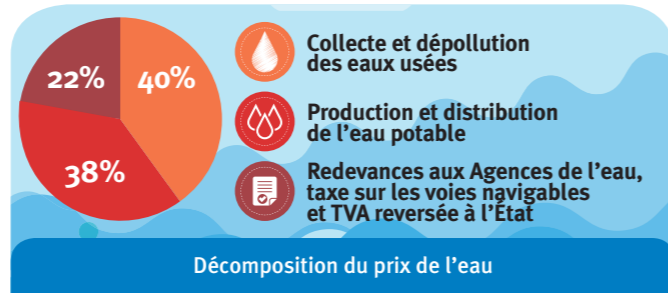 22%
40%
38%
Collecte et dépollution
des eaux usées
Production et distribution
de l'eau potable
Redevances aux Agences de l'eau,
taxe sur les voies navigables
et TVA reversée à l'État
Décomposition du prix de l'eau